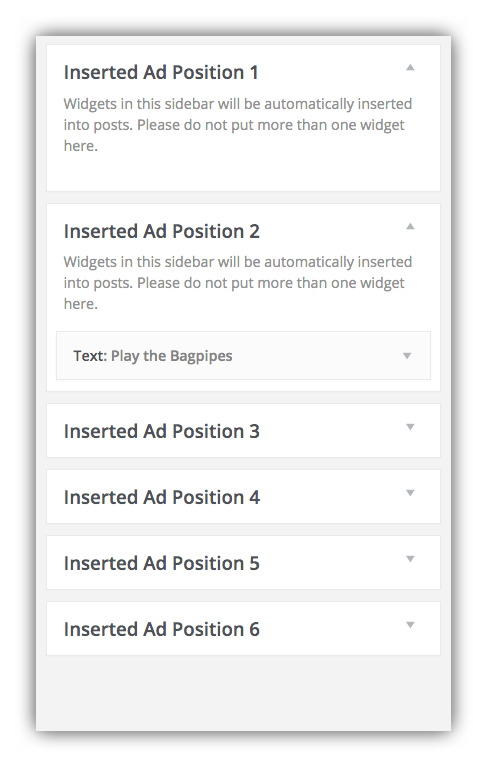 Inserted Ad Position 1
Widgets in this sidebar will be automatically inserted
into posts. Please do not put more than one widget
here.
Inserted Ad Position 2
Widgets in this sidebar will be automatically inserted
into posts. Please do not put more than one widget
here.
Text: Play the Bagpipes
Inserted Ad Position 3
Inserted Ad Position 4
Inserted Ad Position 5
Inserted Ad Position 6